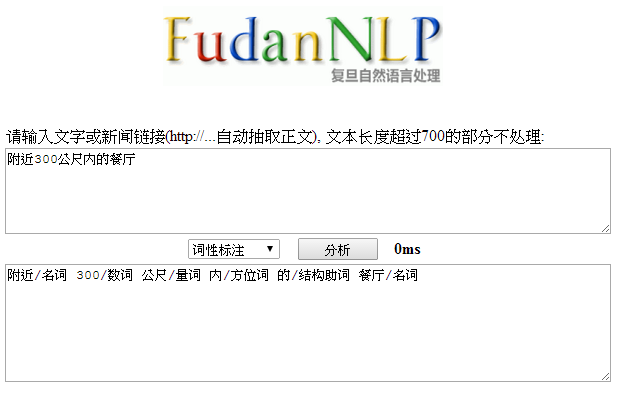 FudanNLP
复旦自然语言处理
请输入文字或新闻链接(http://...自动抽取正文), 文本长度超过700的部分不处理:
附近300公尺内的餐厅
词性标注 分析 0ms
附近/名词 300/数词 公尺/量词 内/方位词 的/结构助词 餐厅/名词